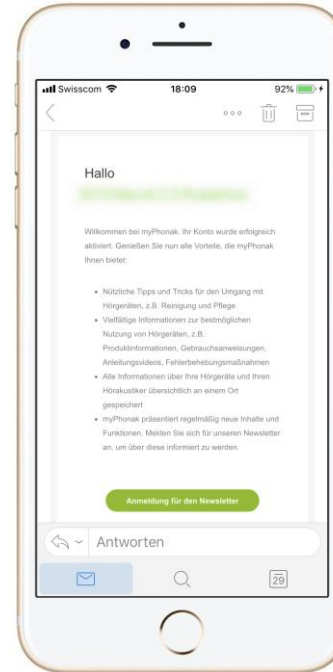 Swisscom 18:09 92%
Hallo
Willkommen bei myPhonak. Ihr Konto wurde erfolgreich
aktiviert. Genießen Sie nun alle Vorteile, die myPhonak
Ihnen bietet:
Nützliche Tipps und Tricks für den Umgang mit
Hörgeräten, z.B. Reinigung und Pflege
Vielfältige Informationen zur bestmöglichen
Nutzung von Hörgeräten, z.B.
Produktinformationen, Gebrauchsanweisungen,
Anleitungsvideos, Fehlerbehebungsmaßnahmen
Alle Informationen über Ihre Hörgeräte und Ihren
Hörakustiker übersichtlich an einem Ort
gespeichert
myPhonak präsentiert regelmäßig neue Inhalte und
Funktionen. Melden Sie sich für unseren Newsletter
an, um über diese informiert zu werden.
Anmeldung für den Newsletter
Antworten
29